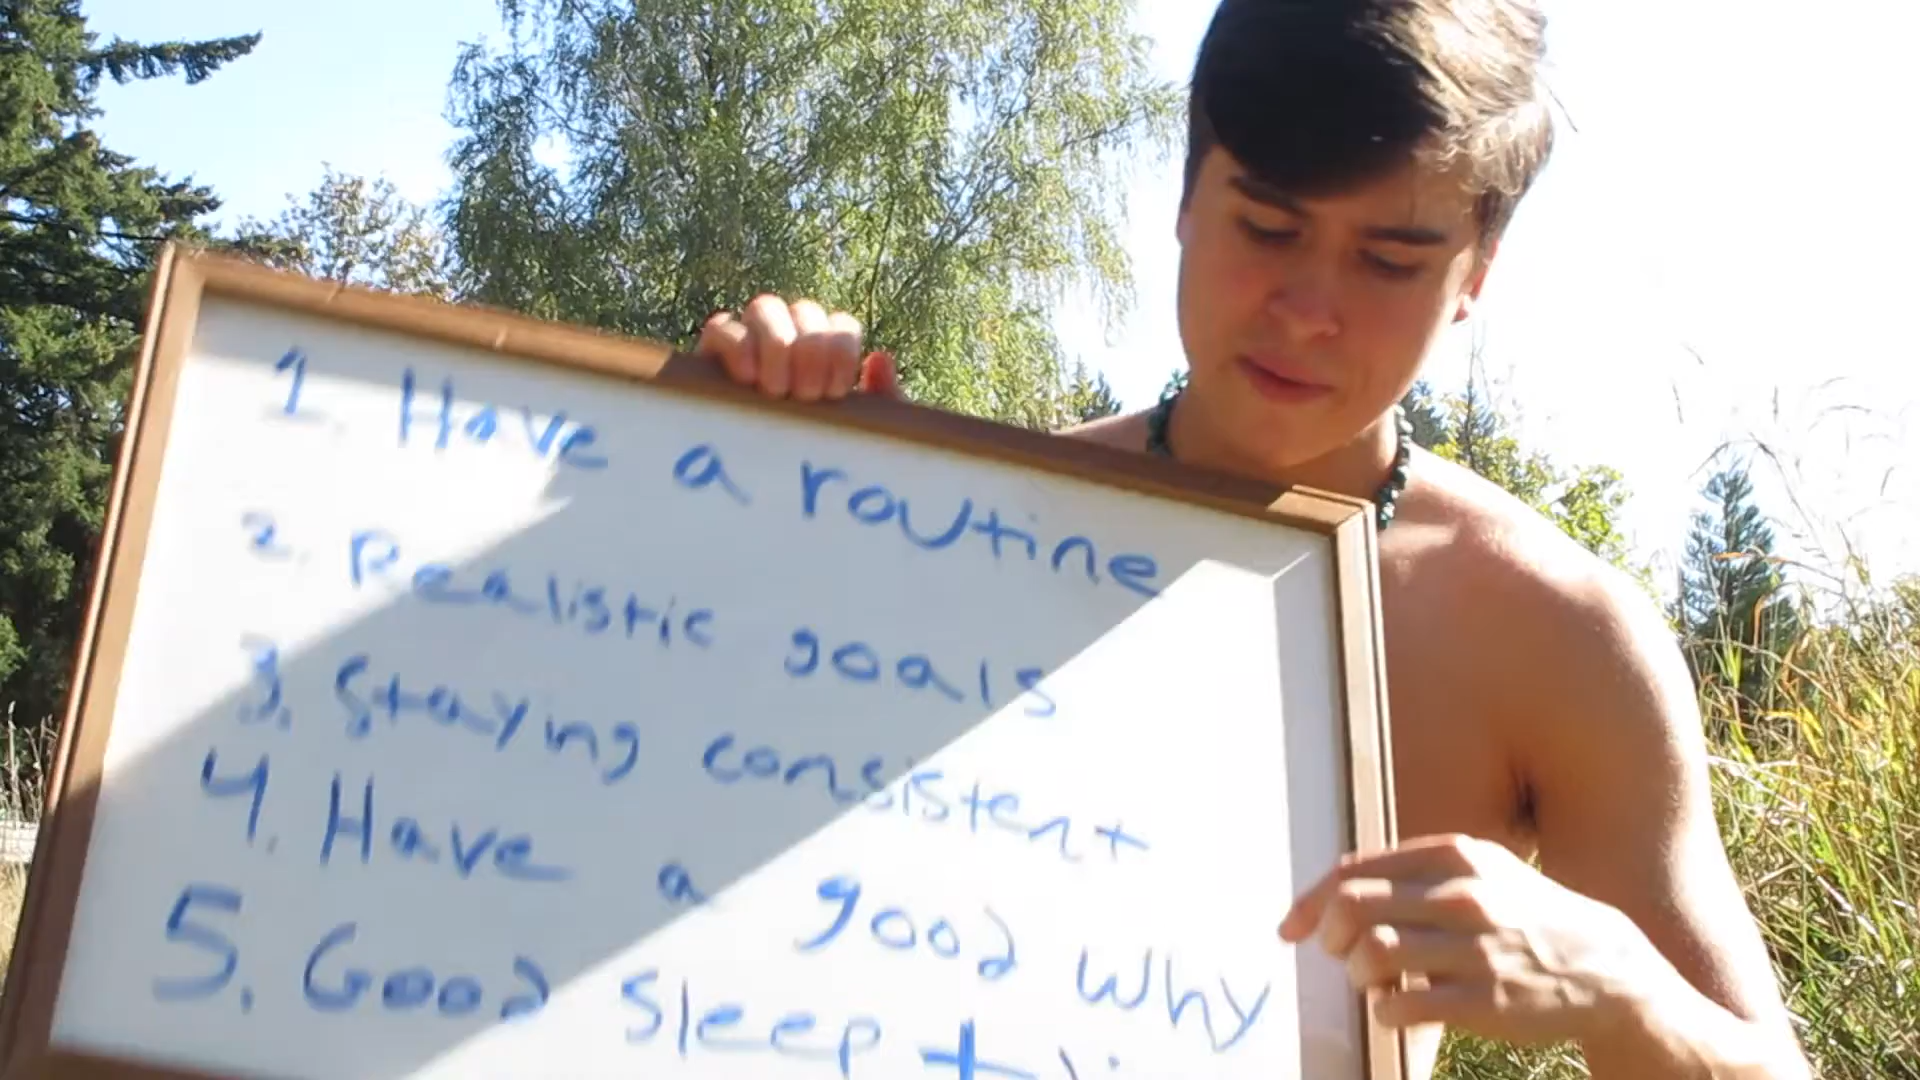 1. Have a routine
2. Realistic goals
3. Staying consistent
4. Have a good why
5. Good Sleep +